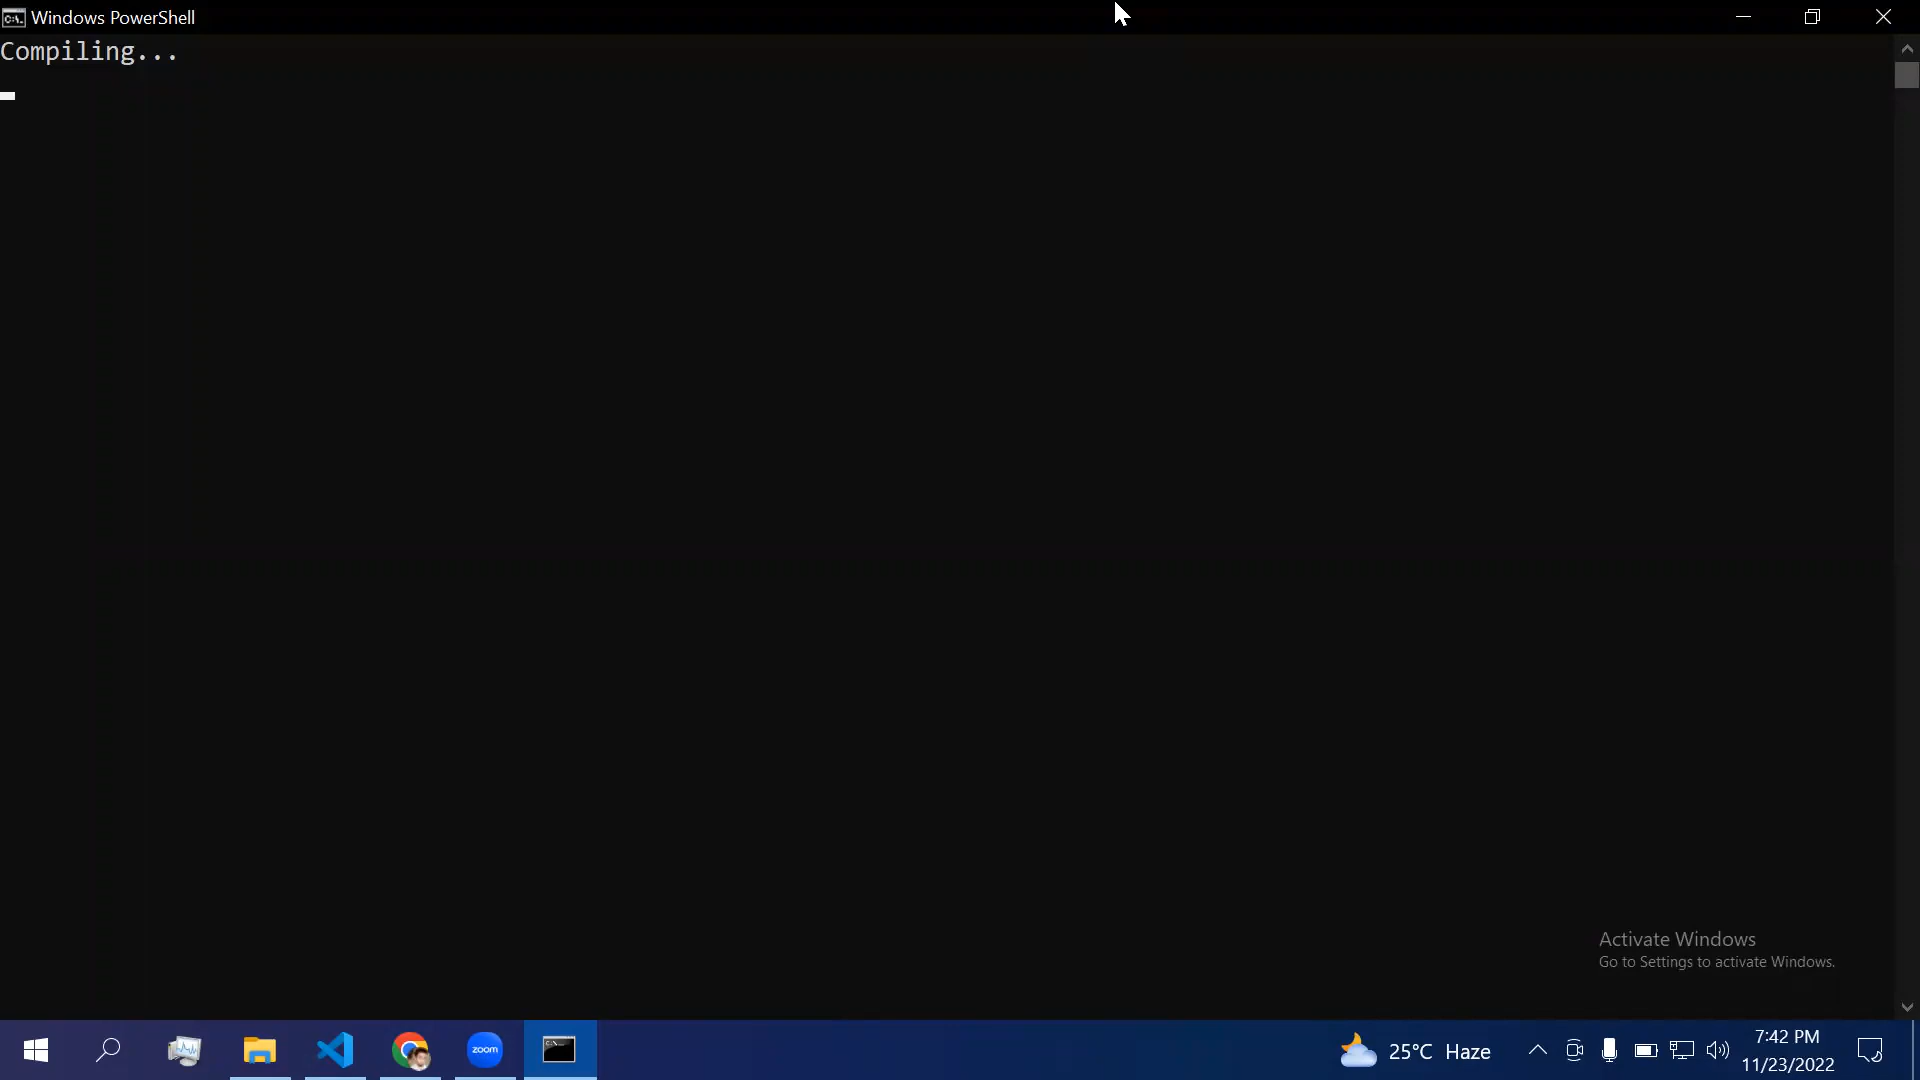 Windows PowerShell
Compiling...
Activate Windows
Go to Settings to activate Windows.
zoom
25°C Haze
7:42 PM
11/23/2022